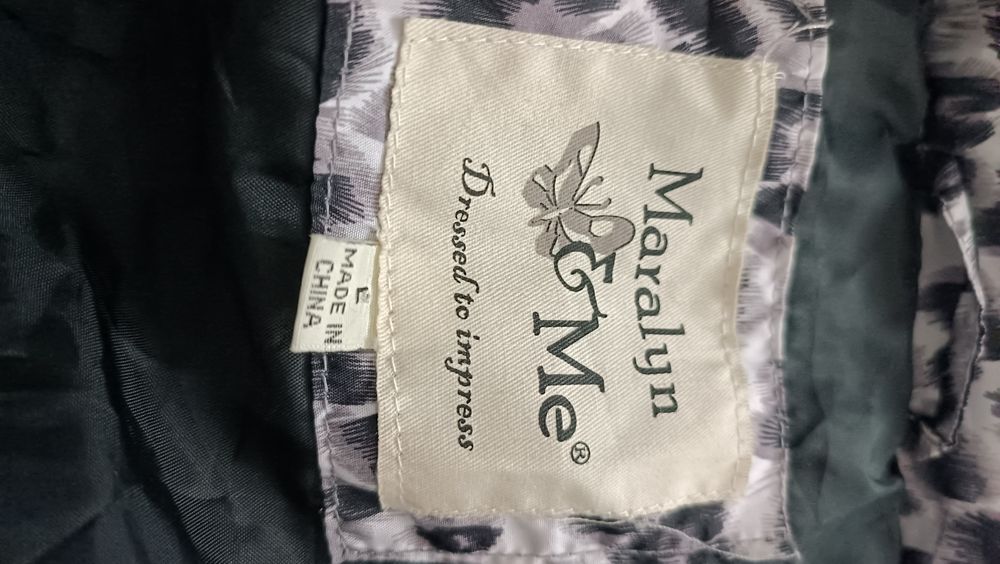 Maralyn
& Me®
Dressed to impress
L
MADE IN
CHINA